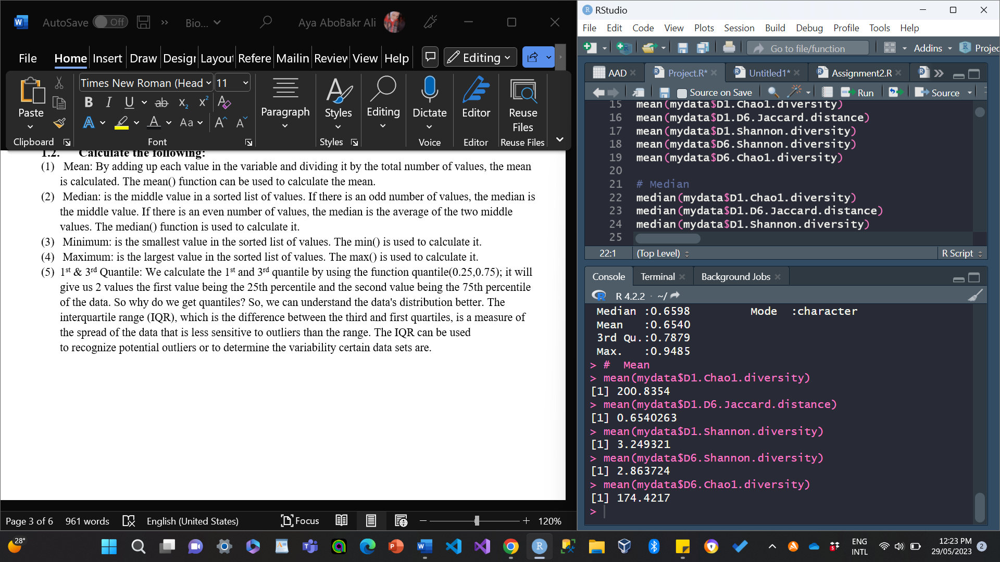 AutoSave Off » Bio... Aya AboBakr Ali
File Home Insert Draw Desigr Layou Refere Mailin Review View Help Editing
Times New Roman (Head 11
Paste
Clipboard
B I U ab x₂ x² A
A A Aa A A
Font
Paragraph
Styles
Styles
Editing
Dictate
Voice
Editor
Editor
Reuse
Files
Reuse Files
1.2. Calculate the following:
(1) Mean: By adding up each value in the variable and dividing it by the total number of values, the mean
is calculated. The mean() function can be used to calculate the mean.
(2) Median: is the middle value in a sorted list of values. If there is an odd number of values, the median is
the middle value. If there is an even number of values, the median is the average of the two middle
values. The median() function is used to calculate it.
(3) Minimum: is the smallest value in the sorted list of values. The min() is used to calculate it.
(4) Maximum: is the largest value in the sorted list of values. The max() is used to calculate it.
(5) 1st & 3rd Quantile: We calculate the 1st and 3rd quantile by using the function quantile(0.25,0.75); it will
give us 2 values the first value being the 25th percentile and the second value being the 75th percentile
of the data. So why do we get quantiles? So, we can understand the data's distribution better. The
interquartile range (IQR), which is the difference between the third and first quartiles, is a measure of
the spread of the data that is less sensitive to outliers than the range. The IQR can be used
to recognize potential outliers or to determine the variability certain data sets are.
Page 3 of 6 961 words English (United States) Focus 120%
RStudio
File Edit Code View Plots Session Build Debug Profile Tools Help
Go to file/function Addins Projec
AAD Project.R* Untitled1* Assignment2.R
Source on Save Run Source
15 mean(mydata$D1.Chao1.diversity)
16 mean(mydata$D1.D6.Jaccard.distance)
17 mean(mydata$D1.Shannon.diversity)
18 mean(mydata$D6.Shannon.diversity)
19 mean(mydata$D6.Chao1.diversity)
20
21 # Median
22 median(mydata$D1.Chao1.diversity)
23 median(mydata$D1.D6.Jaccard.distance)
24 median(mydata$D1.Shannon.diversity)
25
22:1 (Top Level) R Script
Console Terminal Background Jobs
R 4.2.2 · ~/
Median :0.6598 Mode :character
Mean :0.6540
3rd Qu.:0.7879
Max. :0.9485
> # Mean
> mean(mydata$D1.Chao1.diversity)
[1] 200.8354
> mean(mydata$D1.D6.Jaccard.distance)
[1] 0.6540263
> mean(mydata$D1.Shannon.diversity)
[1] 3.249321
> mean(mydata$D6.Shannon.diversity)
[1] 2.863724
> mean(mydata$D6.Chao1.diversity)
[1] 174.4217
>
28°
ENG
INTL
12:23 PM
29/05/2023
2